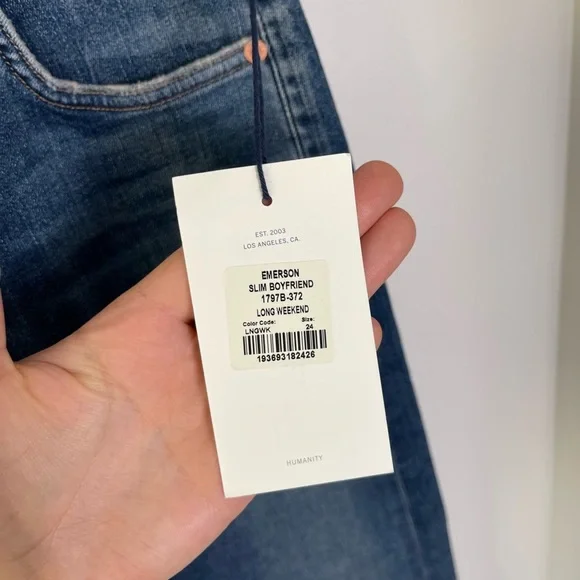 EST. 2003
LOS ANGELES, CA.
EMERSON
SLIM BOYFRIEND
1797B-372
LONG WEEKEND
Color Code: Size:
LNGWK 24
193693182426
HUMANITY